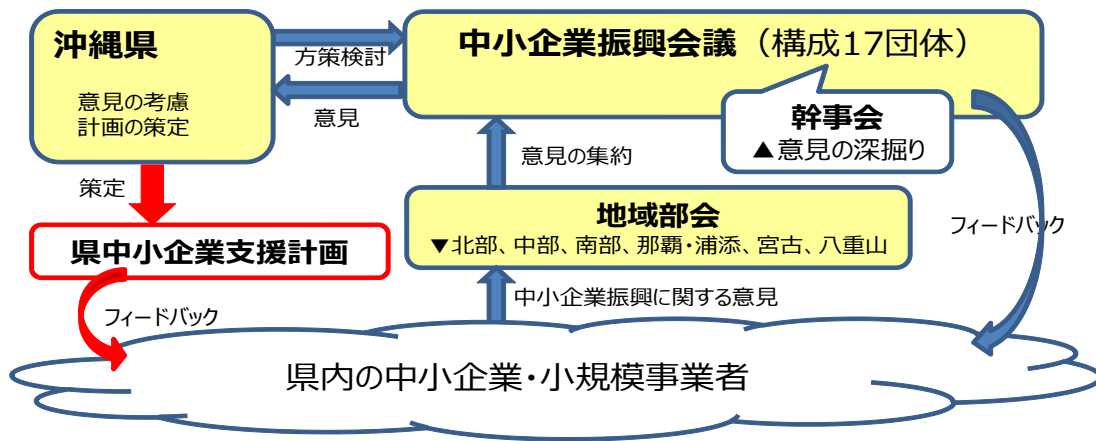 沖縄県
意見の考慮
計画の策定
方策検討
意見
中小企業振興会議（構成17団体）
幹事会
▲意見の深掘り
意見の集約
策定
地域部会
▼北部、中部、南部、那覇・浦添、宮古、八重山
フィードバック
県中小企業支援計画
中小企業振興に関する意見
フィードバック
県内の中小企業・小規模事業者